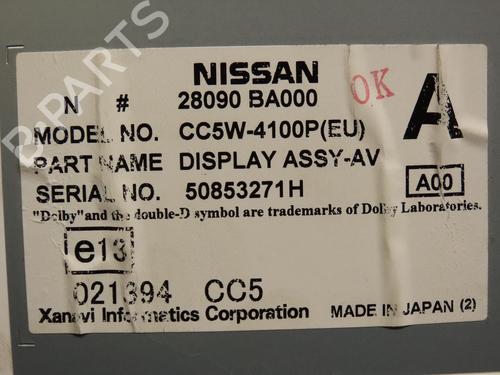 NISSAN
N # 28090 BA000 OK A
MODEL NO. CC5W-4100P(EU)
PART NAME DISPLAY ASSY-AV
SERIAL NO. 50853271H A00
"Dolby"and the double-D symbol are trademarks of Dolby Laboratories.
e13
021394 CC5
Xanavi Informatics Corporation MADE IN JAPAN (2)
B-PARTS